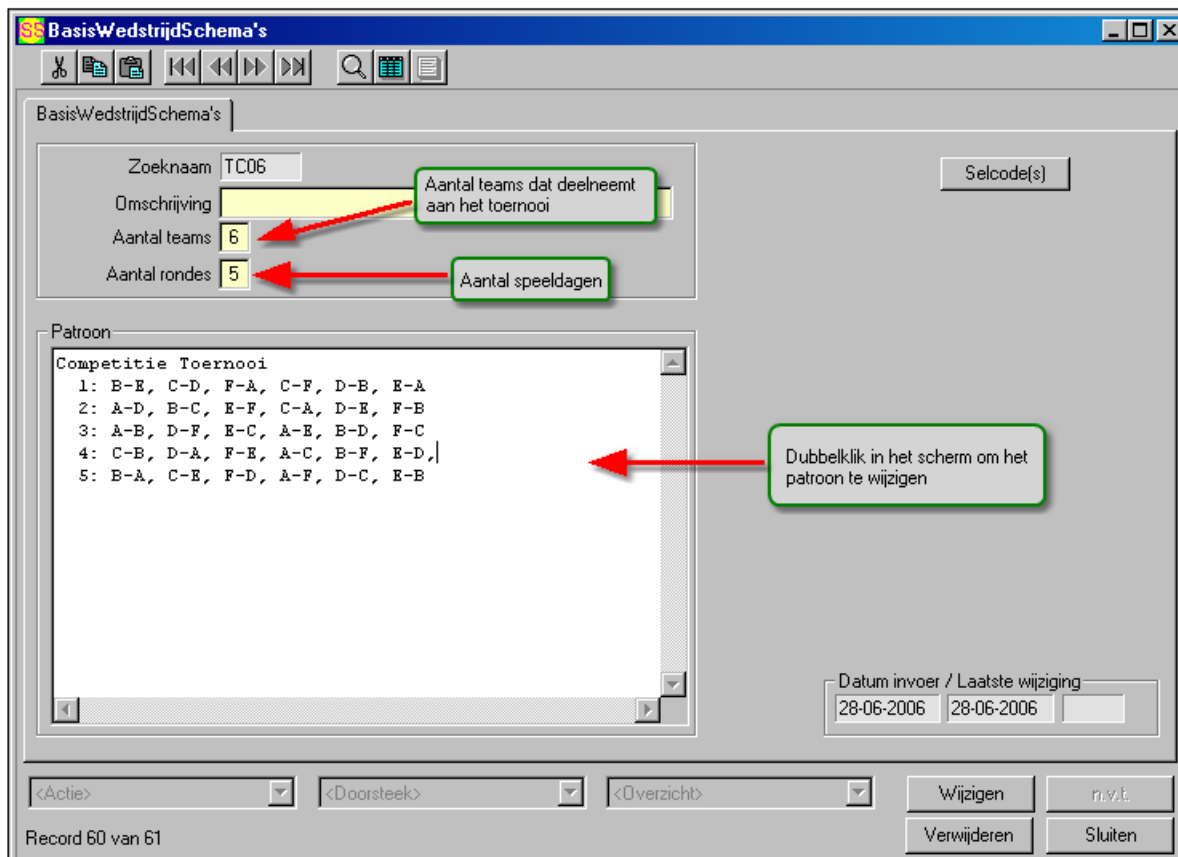 S5 BasisWedstrijdSchema's
BasisWedstrijdSchema's
Zoeknaam TC06
Selcode(s)
Omschrijving
Aantal teams dat deelneemt
aan het toernooi
Aantal teams 6
Aantal rondes 5
Aantal speeldagen
Patroon
Competitie Toernooi
1: B-E, C-D, F-A, C-F, D-B, E-A
2: A-D, B-C, E-F, C-A, D-E, F-B
3: A-B, D-F, E-C, A-E, B-D, F-C
4: C-B, D-A, F-E, A-C, B-F, E-D,
5: B-A, C-E, F-D, A-F, D-C, E-B
Dubbelklik in het scherm om het
patroon te wijzigen
Datum invoer / Laatste wijziging
28-06-2006 28-06-2006
<Actie> <Doorsteek> <Overzicht> Wijzigen n.v.t.
Record 60 van 61 Verwijderen Sluiten